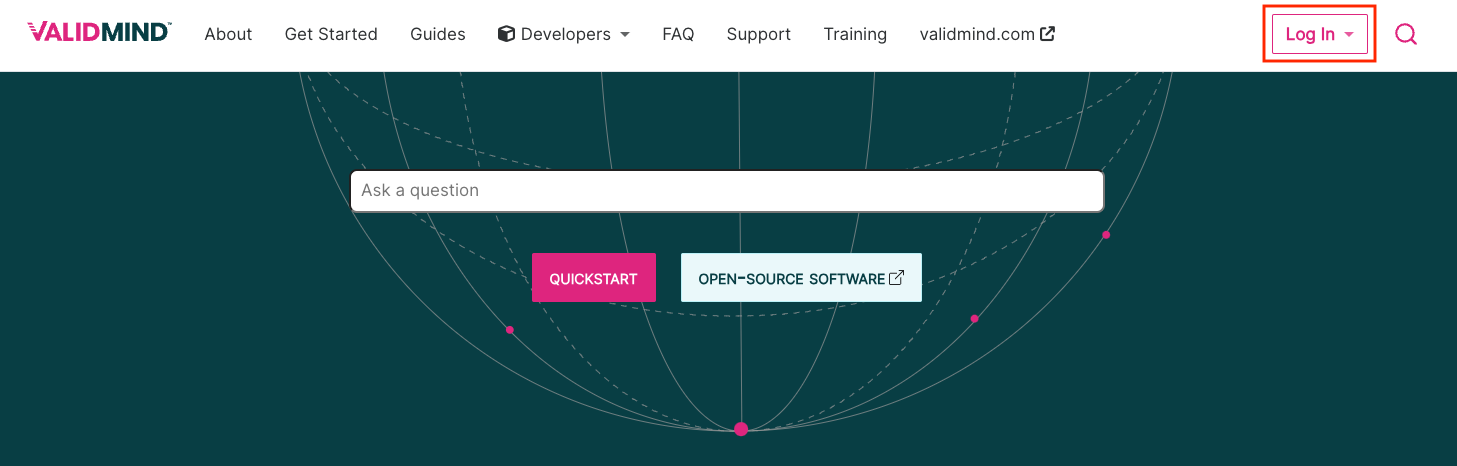 VALIDMIND™ About Get Started Guides Developers FAQ Support Training validmind.com Log In
Ask a question
QUICKSTART OPEN-SOURCE SOFTWARE